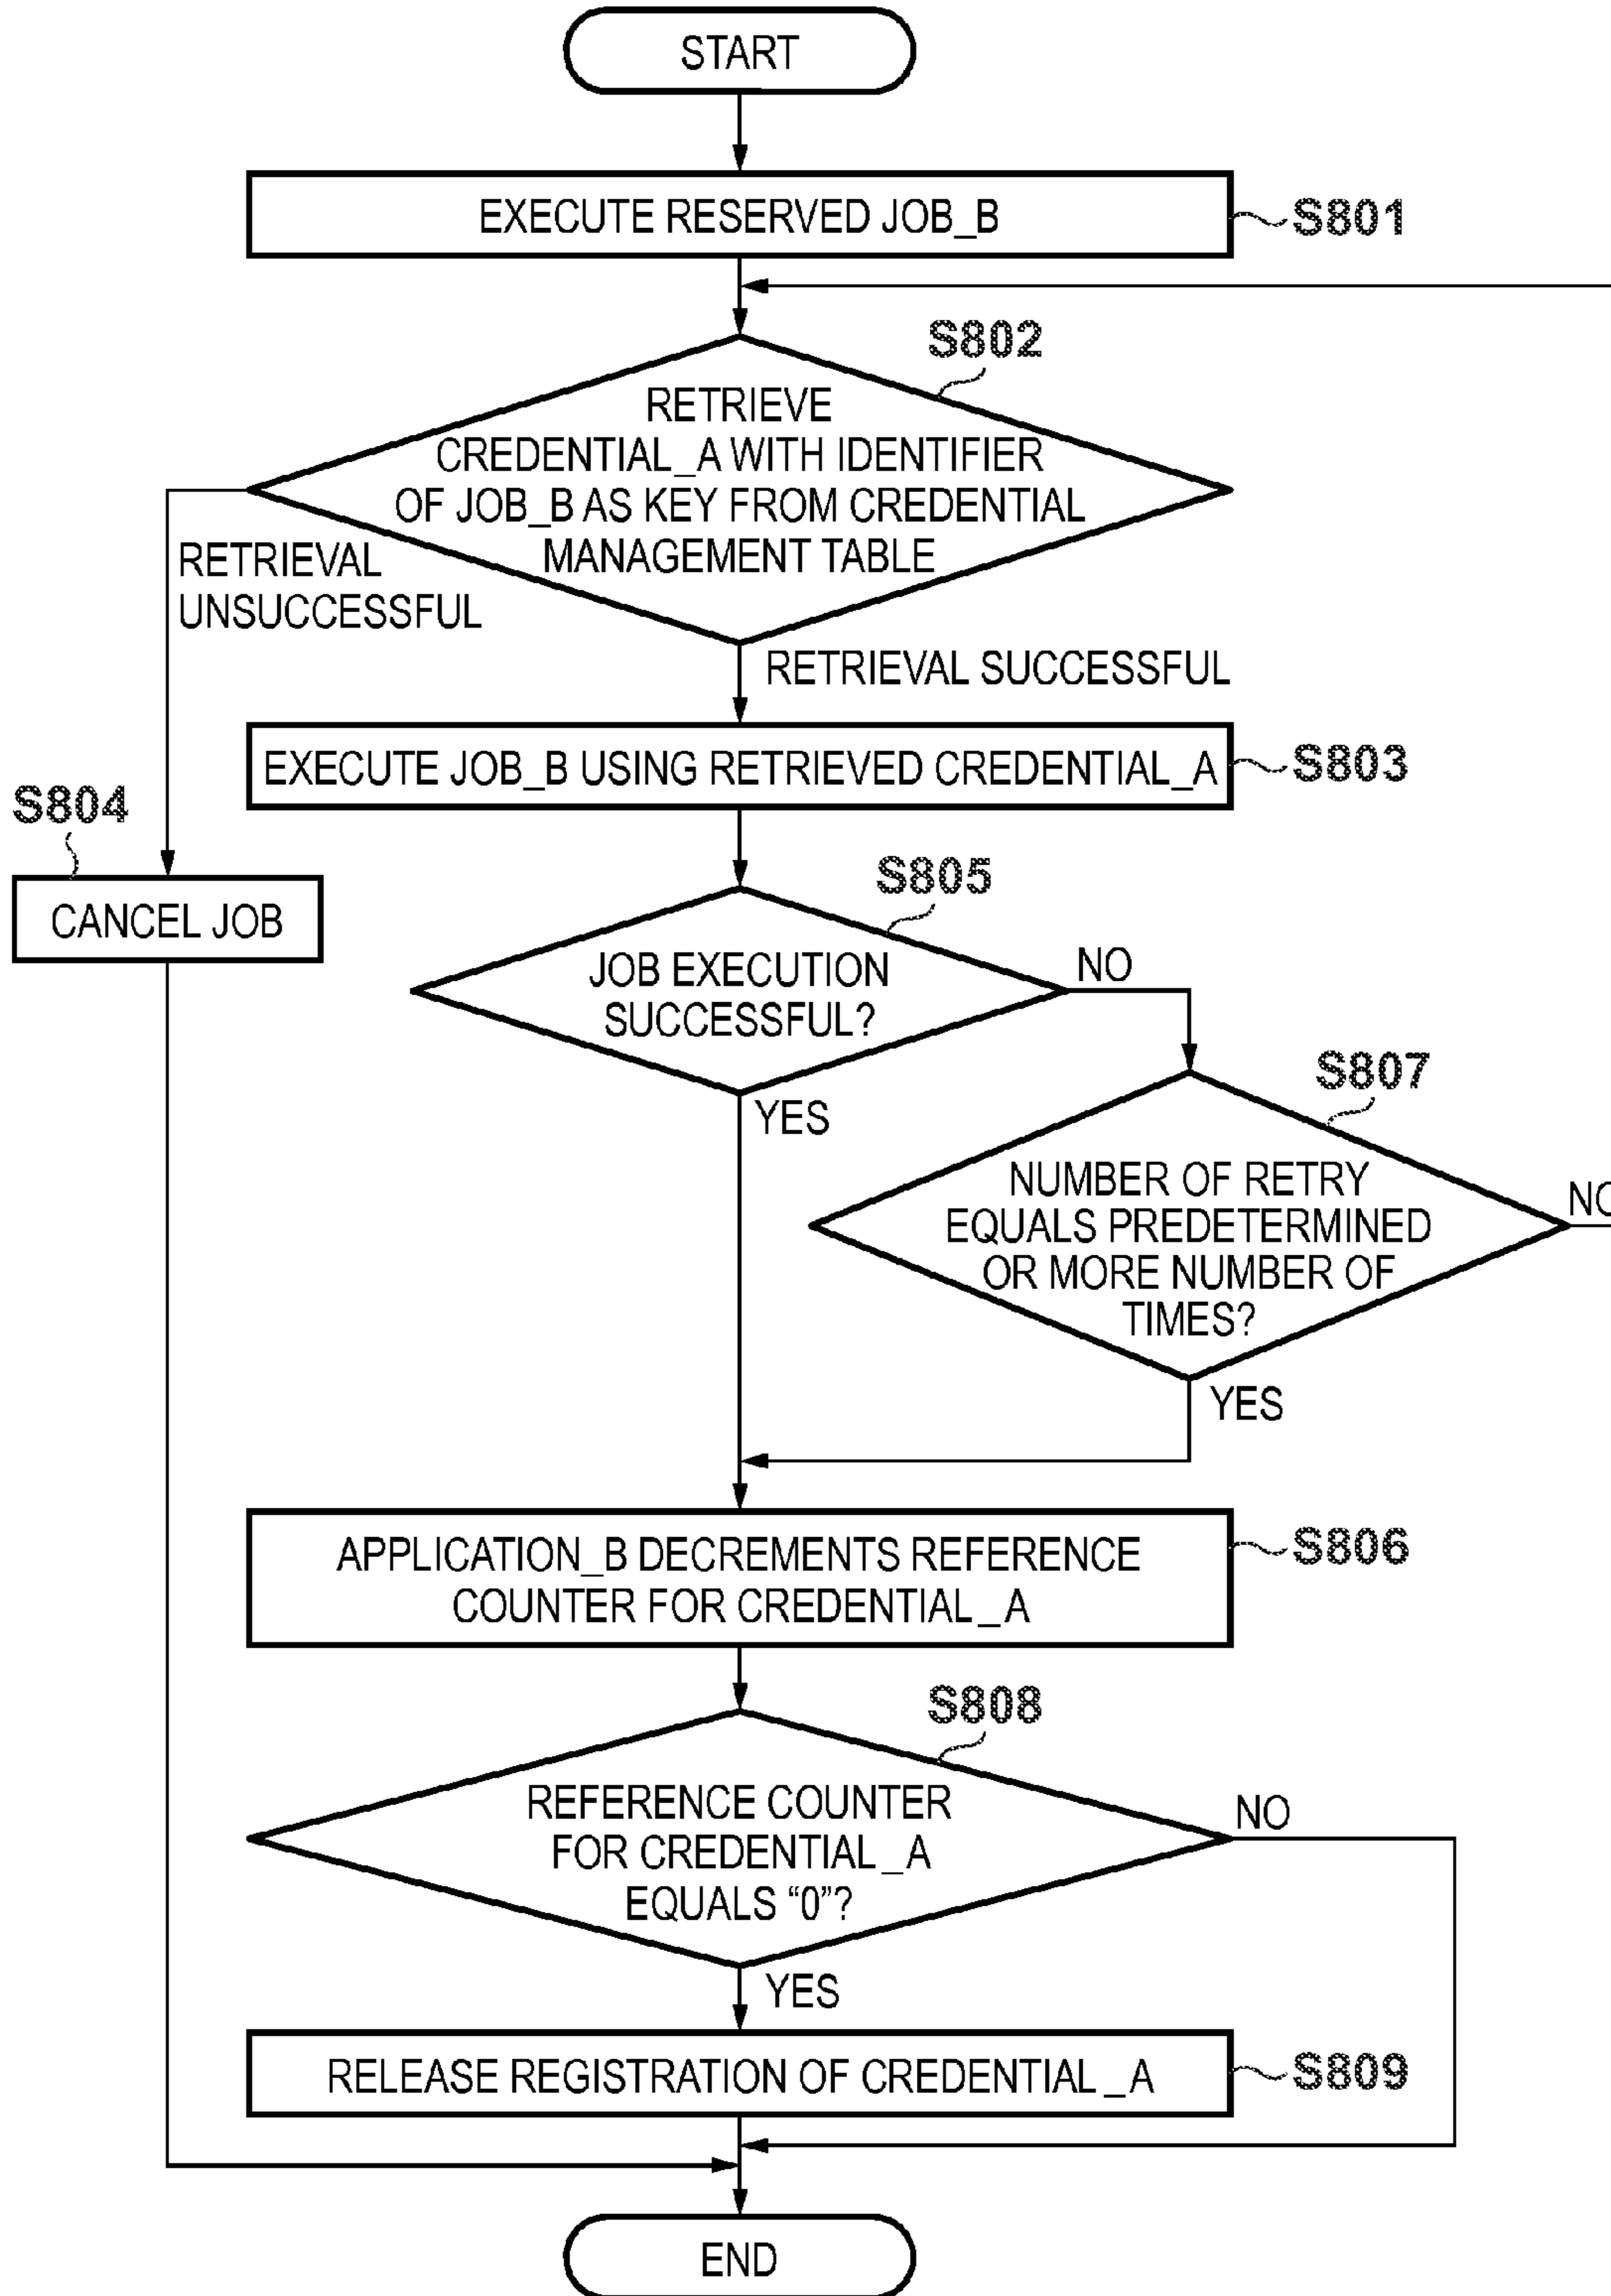 START
EXECUTE RESERVED JOB_B
S801
S802
RETRIEVE
CREDENTIAL_A WITH IDENTIFIER
OF JOB_B AS KEY FROM CREDENTIAL
MANAGEMENT TABLE
RETRIEVAL
UNSUCCESSFUL
RETRIEVAL SUCCESSFUL
EXECUTE JOB_B USING RETRIEVED CREDENTIAL_A
S803
S804
CANCEL JOB
S805
JOB EXECUTION
SUCCESSFUL?
NO
YES
S807
NUMBER OF RETRY
EQUALS PREDETERMINED
OR MORE NUMBER OF
TIMES?
NO
YES
APPLICATION_B DECREMENTS REFERENCE
COUNTER FOR CREDENTIAL_A
S806
S808
REFERENCE COUNTER
FOR CREDENTIAL_A
EQUALS “0”?
NO
YES
RELEASE REGISTRATION OF CREDENTIAL_A
S809
END